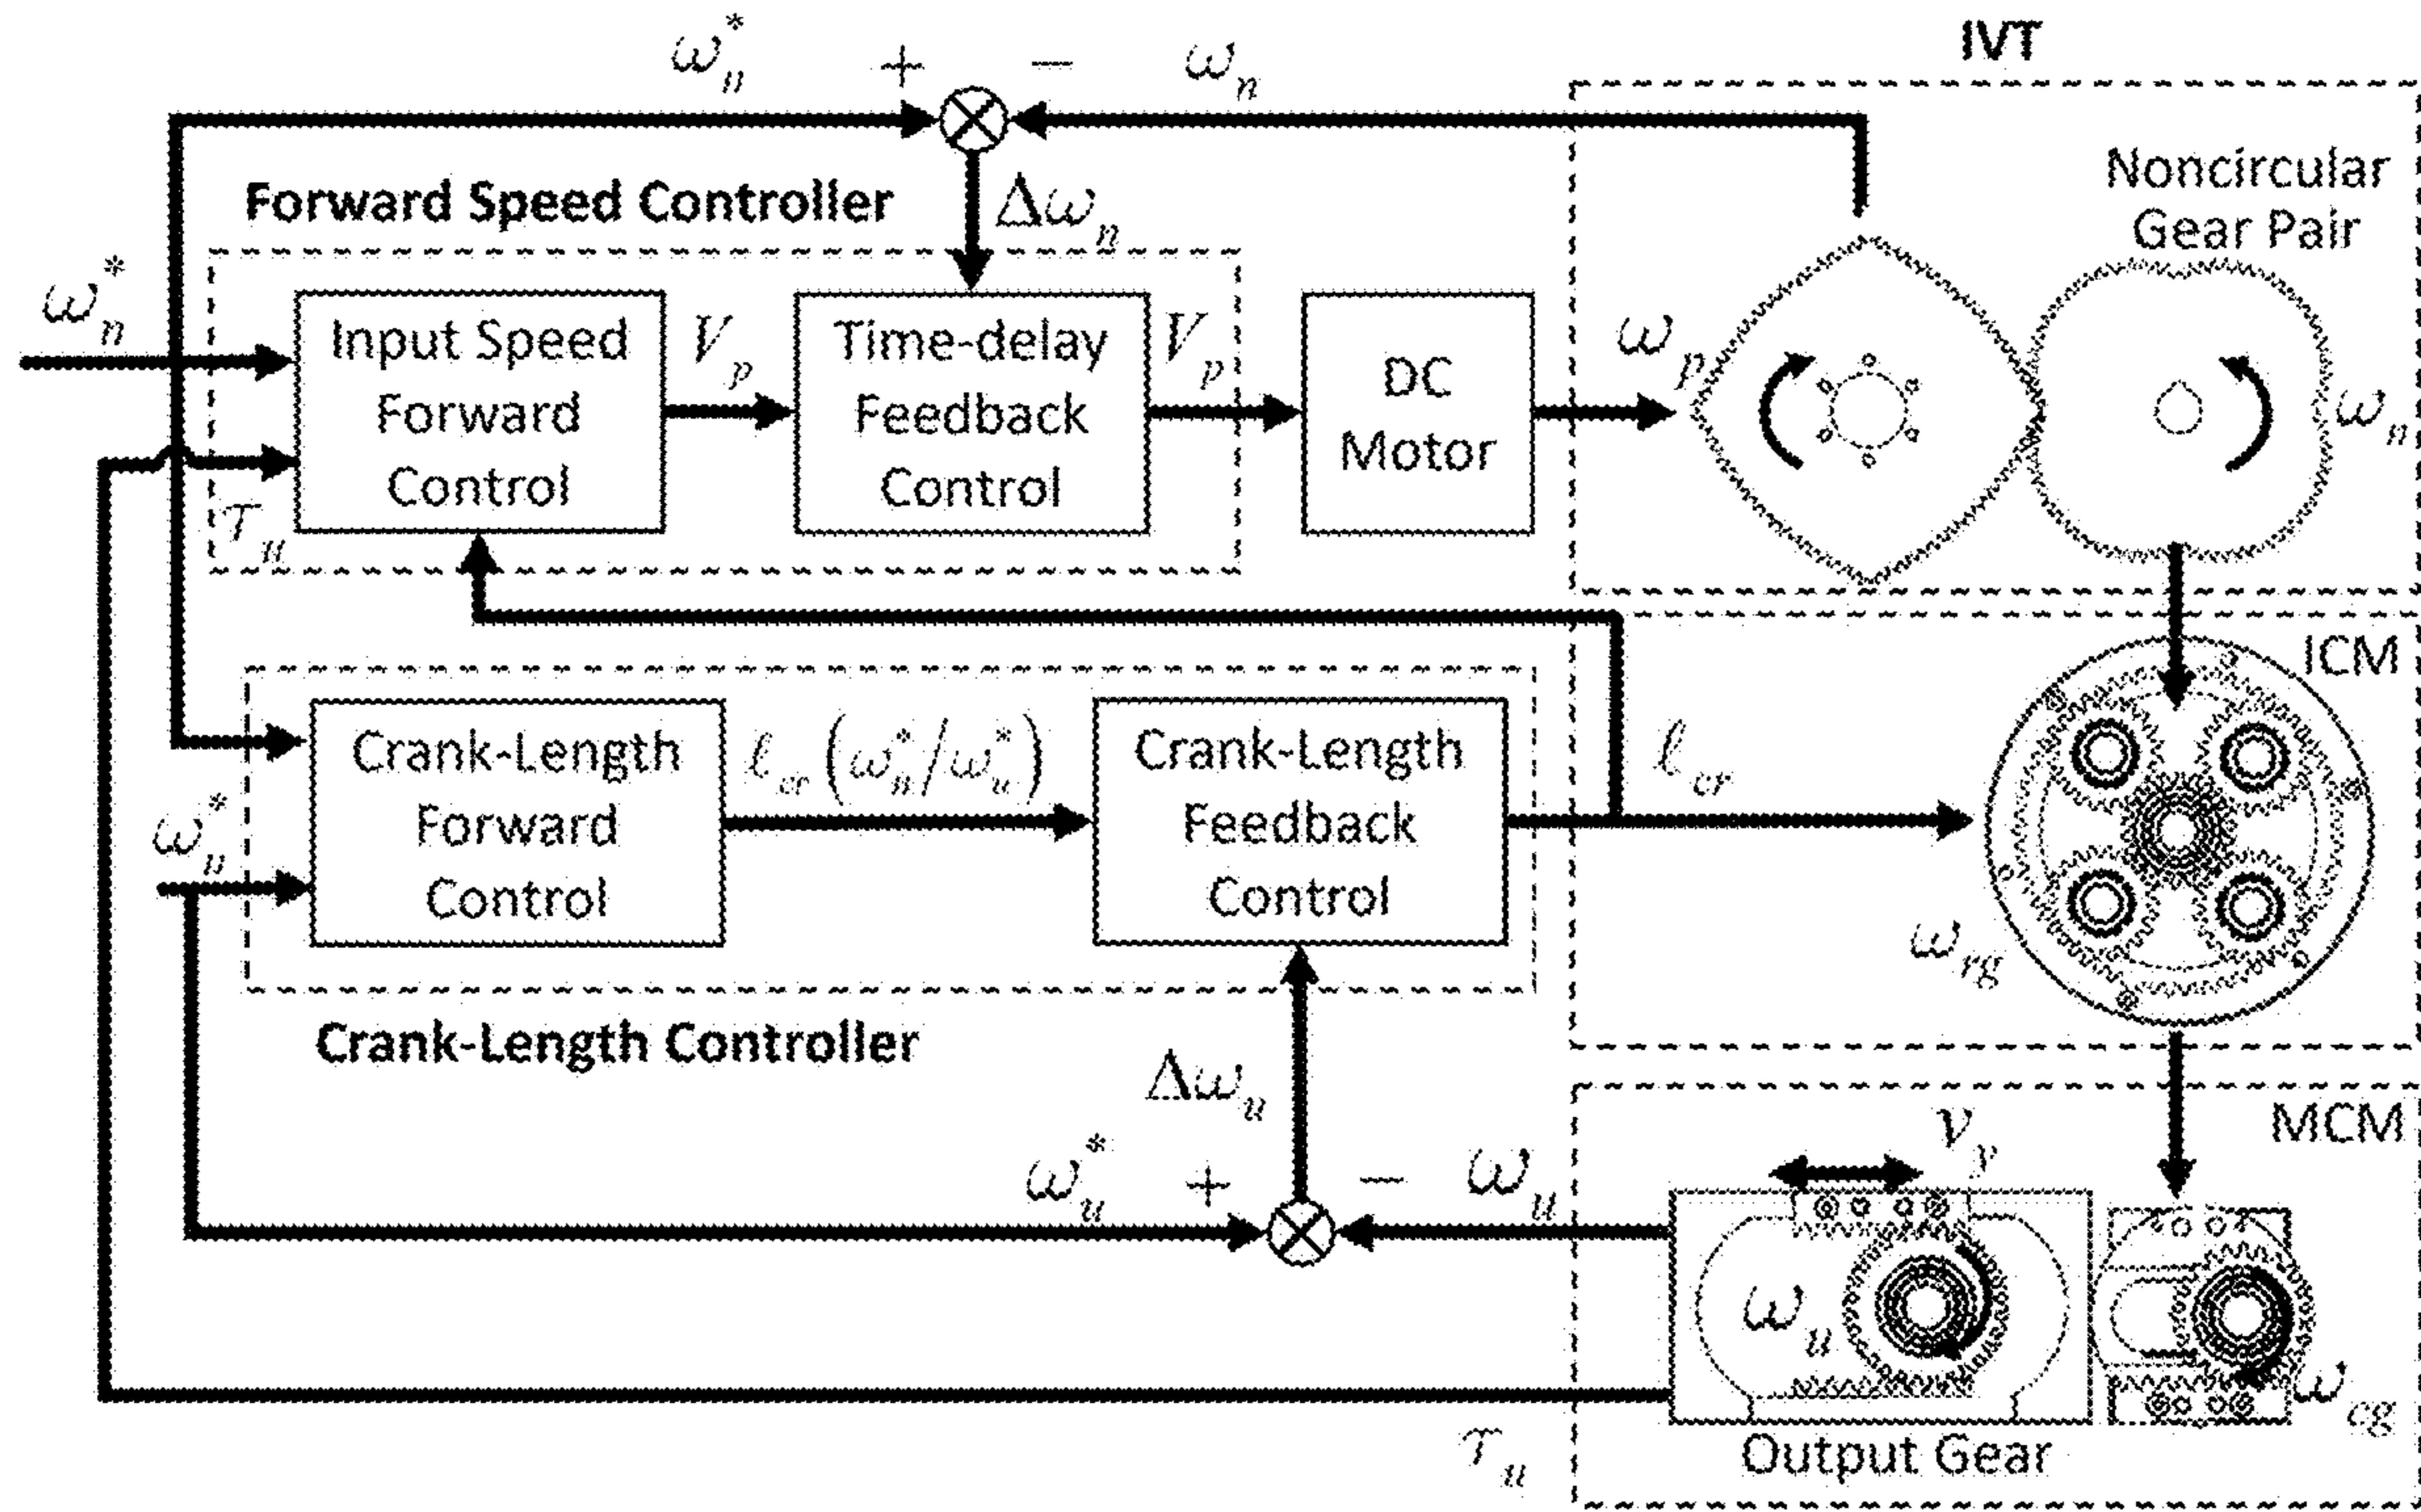 ω*n + − ωn IVT
Noncircular
Gear Pair
Forward Speed Controller
Δωn
ω*n
Input Speed
Forward
Control
Vp
Time-delay
Feedback
Control
Vp
DC
Motor
ωp
ωn
τu
ICM
Crank-Length
Forward
Control
ℓcr(ω*n/ω*u)
Crank-Length
Feedback
Control
ℓcr
ω*u
ωrg
Crank-Length Controller
Δωu
MCM
vy
ω*u + − ωu
ωu
ωcg
τu
Output Gear